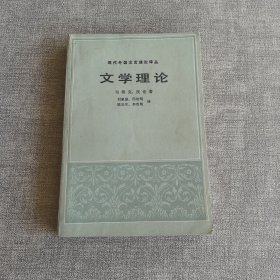 现代外国文艺理论译丛
文学理论
韦勒克、沃伦著
刘象愚、邢培明
陈圣生、李哲明 译